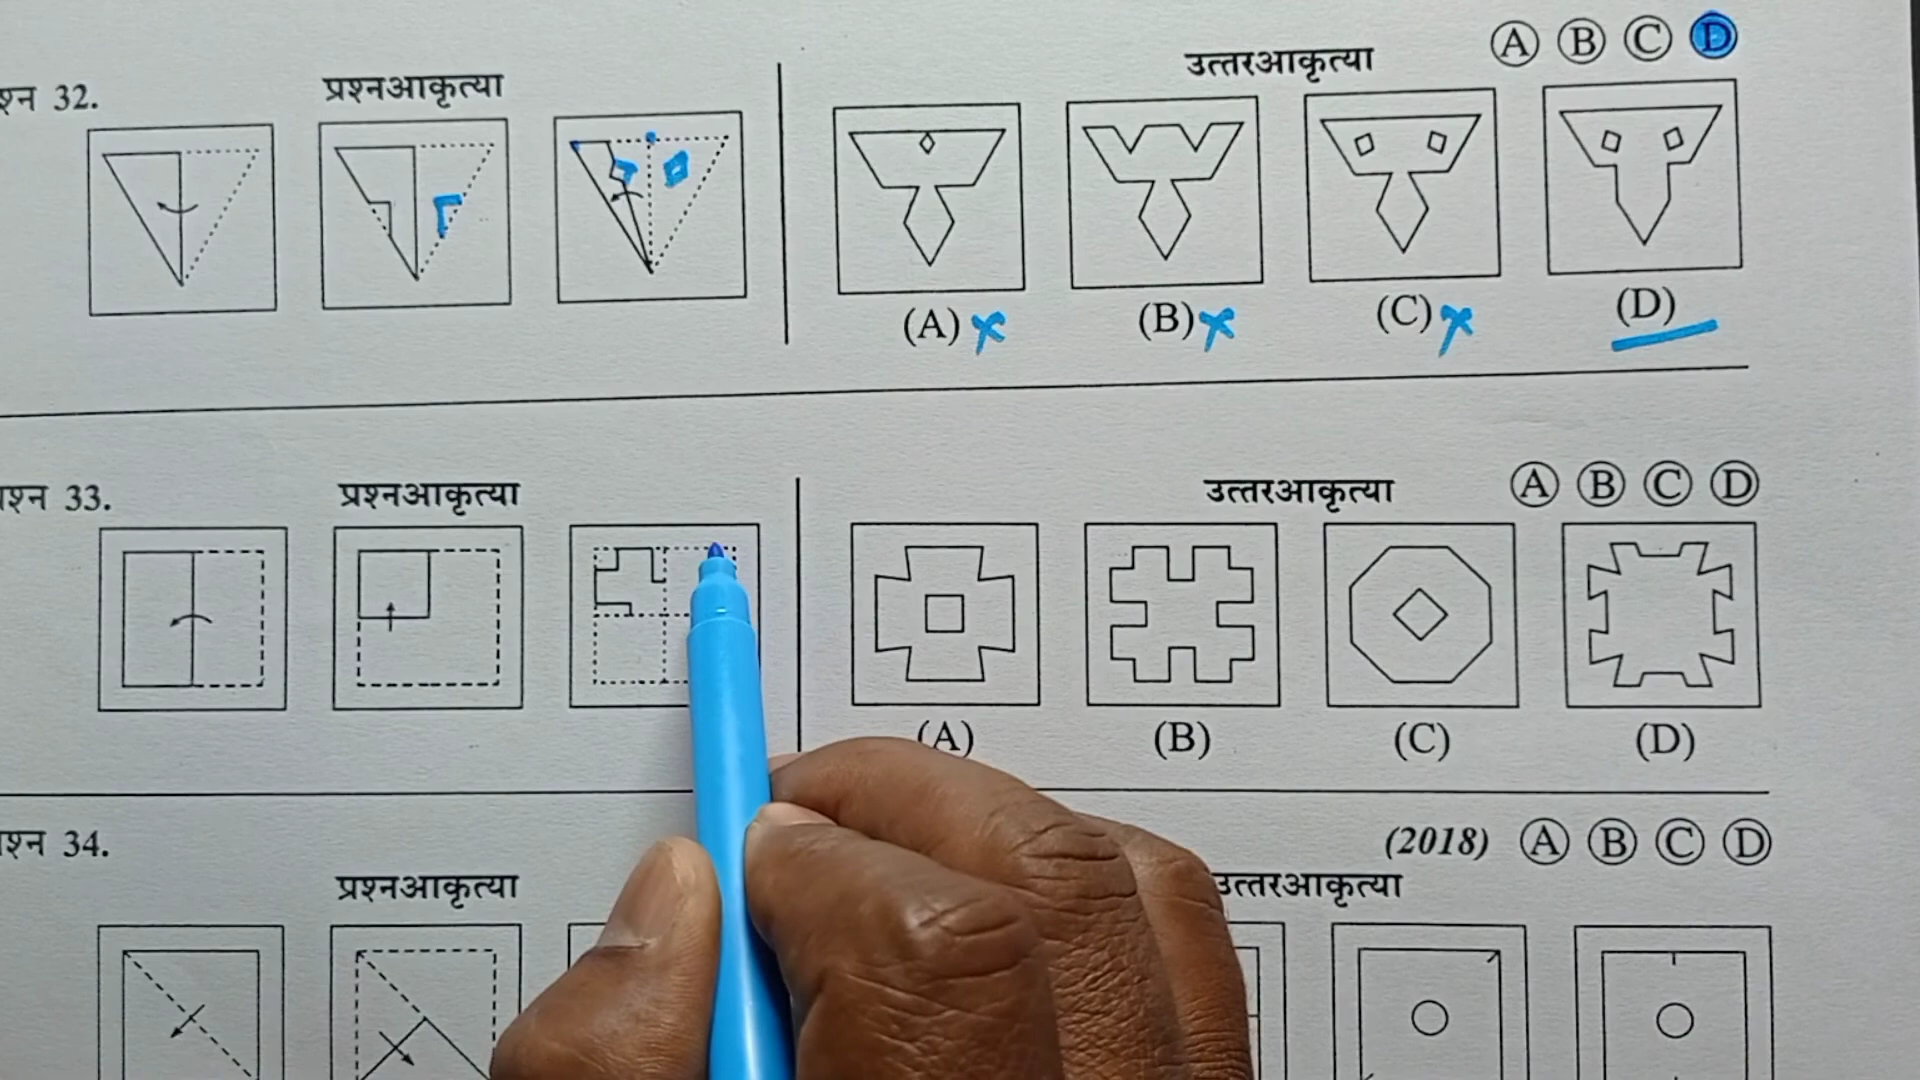 Ⓐ Ⓑ Ⓒ Ⓓ
श्न 32. प्रश्नआकृत्या उत्तरआकृत्या
(A) (B) (C) (D)
श्न 33. प्रश्नआकृत्या उत्तरआकृत्या Ⓐ Ⓑ Ⓒ Ⓓ
(A) (B) (C) (D)
श्न 34. (2018) Ⓐ Ⓑ Ⓒ Ⓓ
प्रश्नआकृत्या उत्तरआकृत्या